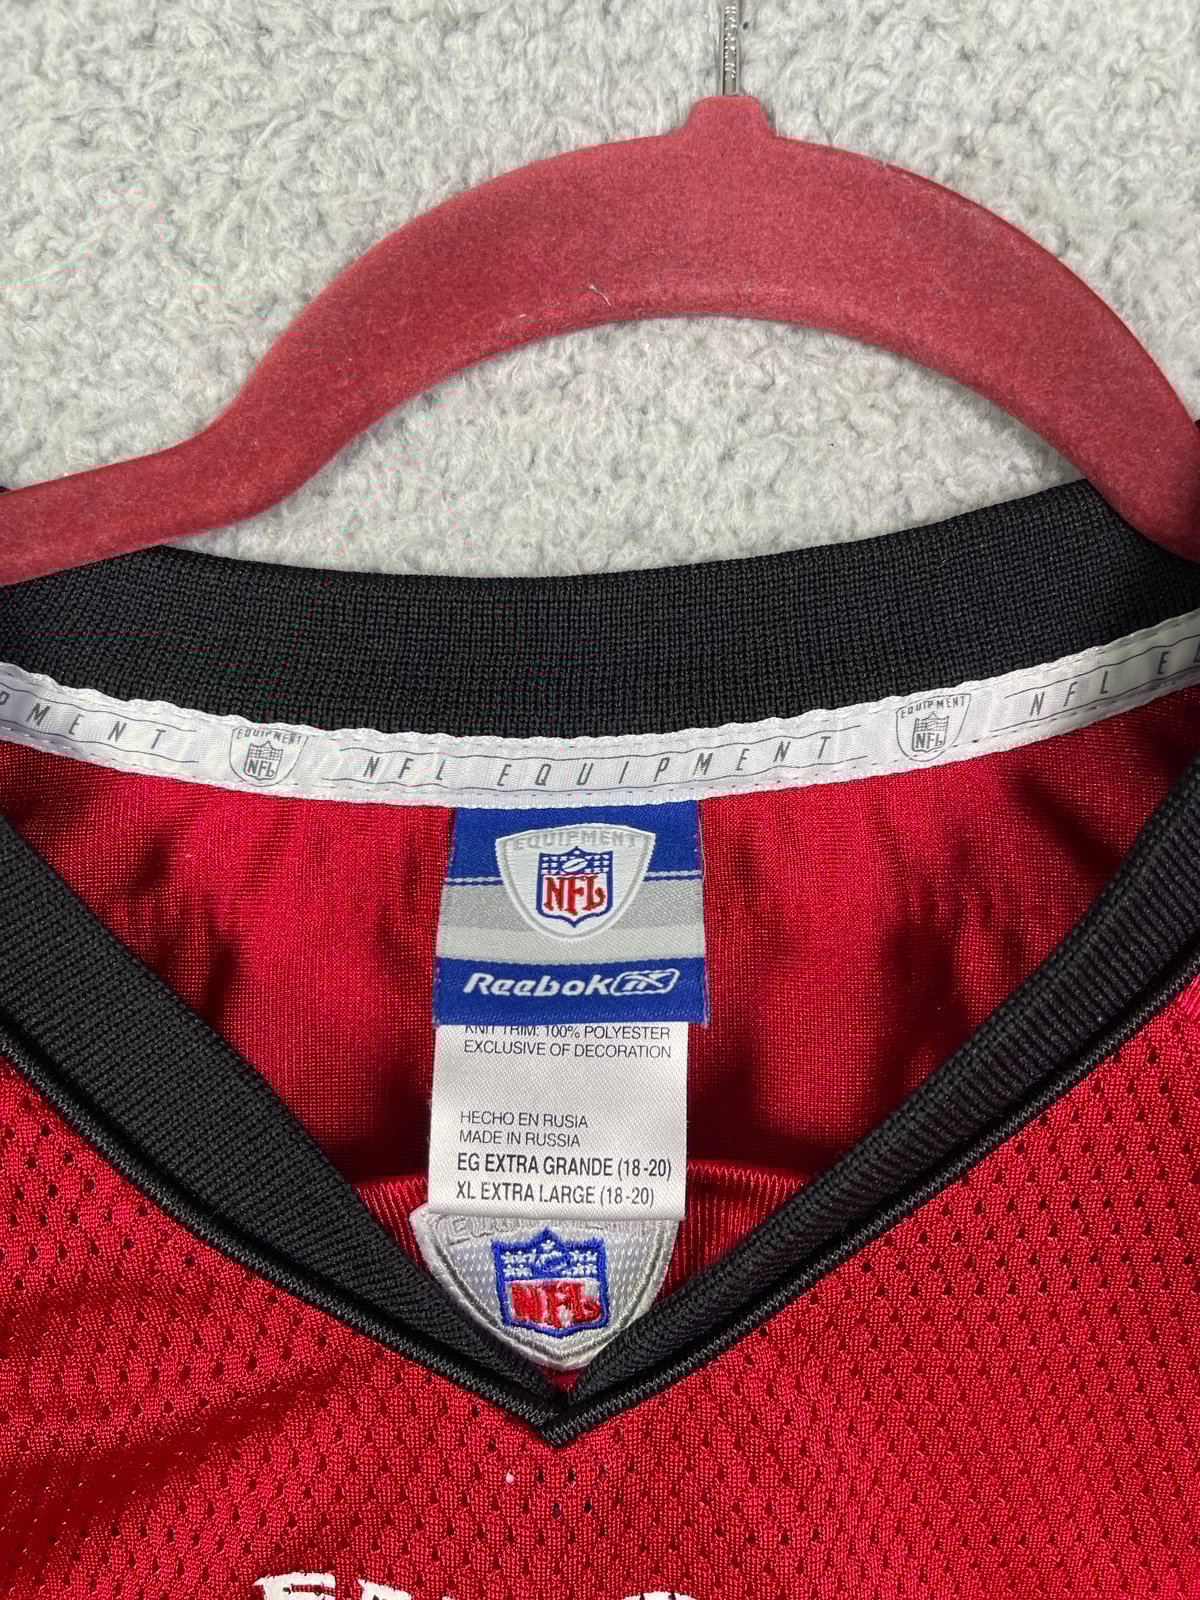 PMENT
EQUIPMENT
NFL
NFL EQUIPMENT
EQUIPMENT
NFL
NFL E
EQUIPMENT
NFL
Reebok
KNIT TRIM: 100% POLYESTER
EXCLUSIVE OF DECORATION
HECHO EN RUSIA
MADE IN RUSSIA
EG EXTRA GRANDE (18-20)
XL EXTRA LARGE (18-20)
NFL